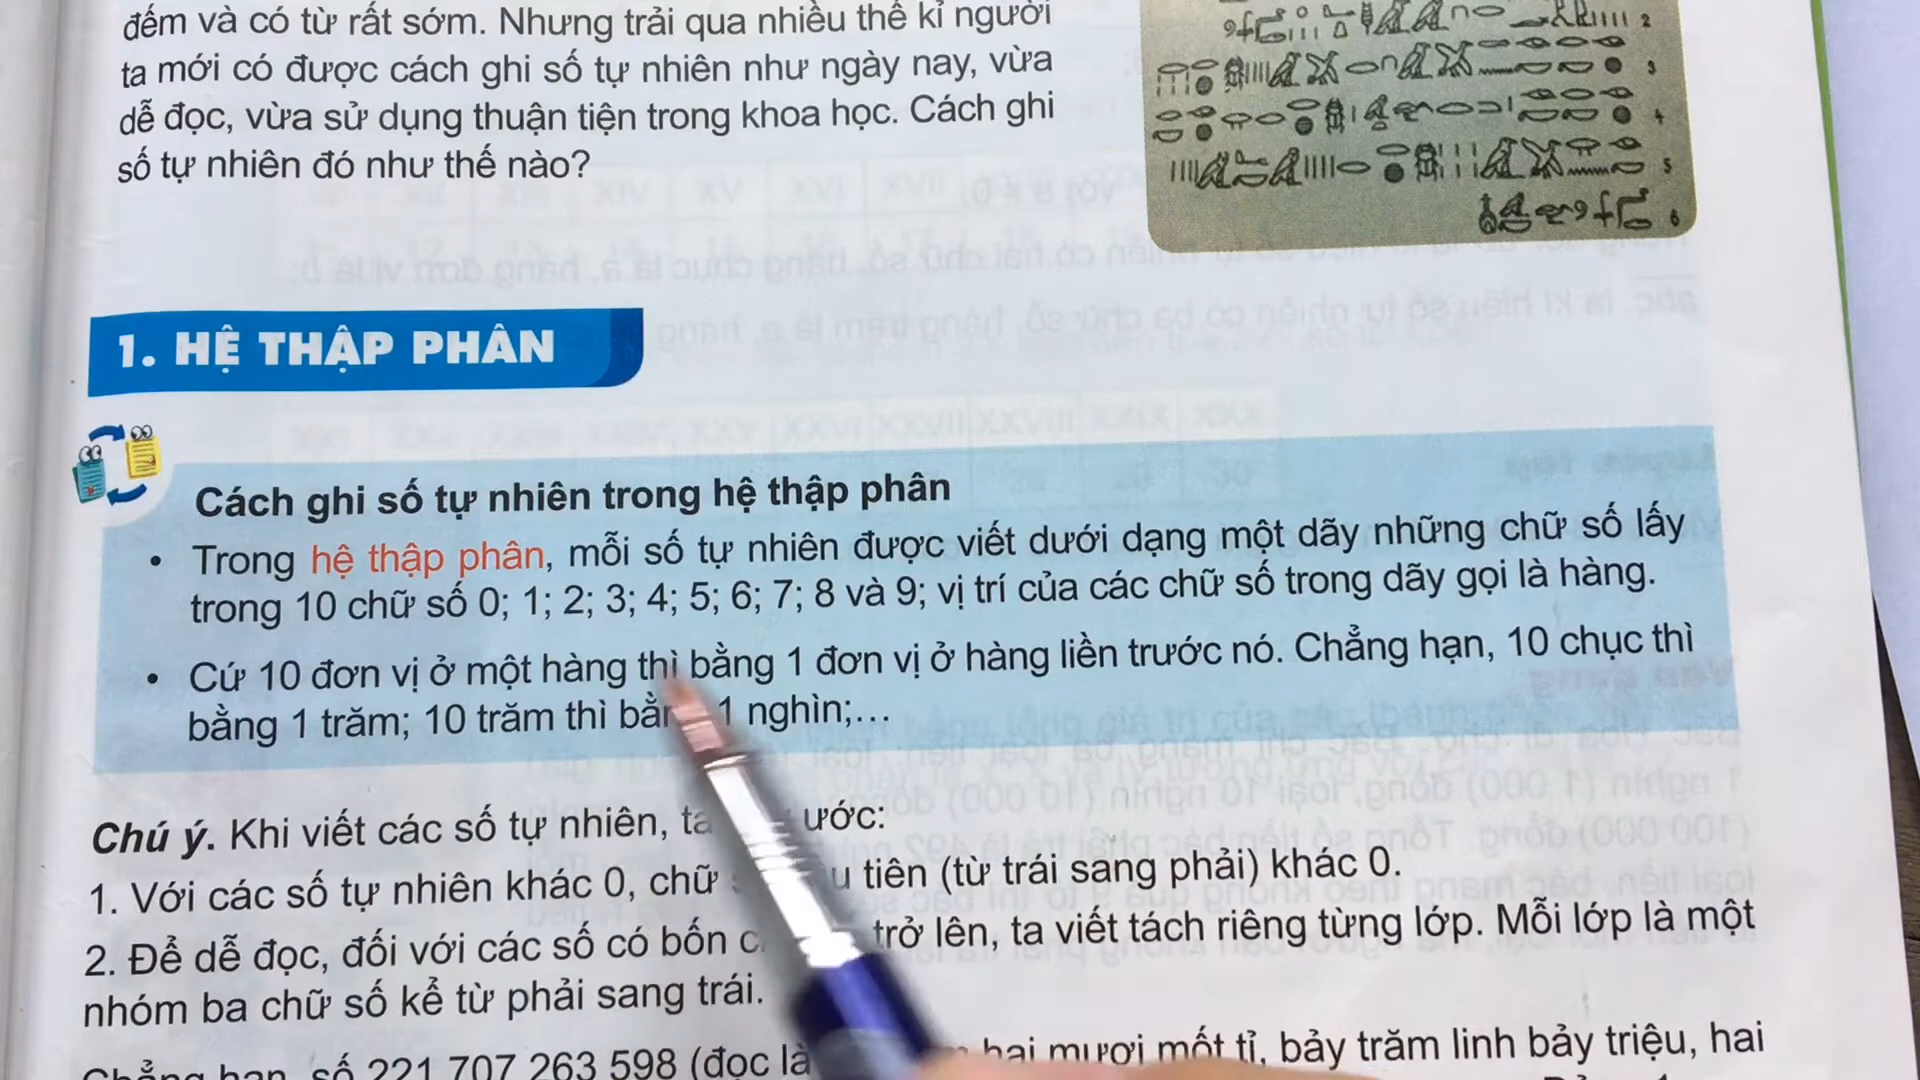 đếm và có từ rất sớm. Nhưng trải qua nhiều thế kỉ người
ta mới có được cách ghi số tự nhiên như ngày nay, vừa
dễ đọc, vừa sử dụng thuận tiện trong khoa học. Cách ghi
số tự nhiên đó như thế nào?
2
3
4
5
6
1. HỆ THẬP PHÂN
Cách ghi số tự nhiên trong hệ thập phân
• Trong hệ thập phân, mỗi số tự nhiên được viết dưới dạng một dãy những chữ số lấy
trong 10 chữ số 0; 1; 2; 3; 4; 5; 6; 7; 8 và 9; vị trí của các chữ số trong dãy gọi là hàng.
• Cứ 10 đơn vị ở một hàng thì bằng 1 đơn vị ở hàng liền trước nó. Chẳng hạn, 10 chục thì
bằng 1 trăm; 10 trăm thì bằng 1 nghìn;...
Chú ý. Khi viết các số tự nhiên, ta ước:
1. Với các số tự nhiên khác 0, chữ tiên (từ trái sang phải) khác 0.
2. Để dễ đọc, đối với các số có bốn trở lên, ta viết tách riêng từng lớp. Mỗi lớp là một
nhóm ba chữ số kể từ phải sang trái.
Chẳng hạn, số 221 707 263 598 (đọc là hai mươi mốt tỉ, bảy trăm linh bảy triệu, hai